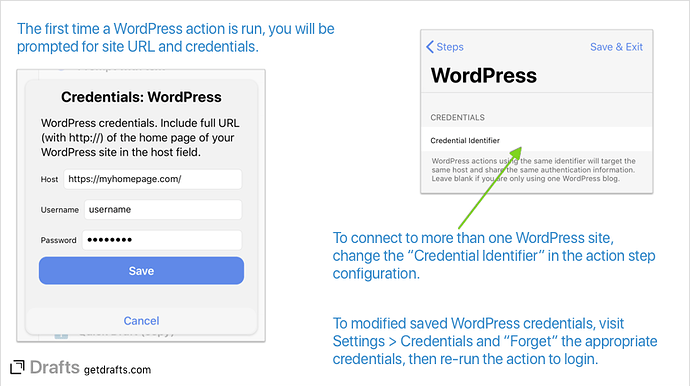 The first time a WordPress action is run, you will be
prompted for site URL and credentials.
Credentials: WordPress
WordPress credentials. Include full URL
(with http://) of the home page of your
WordPress site in the host field.
Host https://myhomepage.com/
Username username
Password ●●●●●●●●
Save
Cancel
Steps Save & Exit
WordPress
CREDENTIALS
Credential Identifier
WordPress actions using the same identifier will target
the same host and share the same authentication information.
Leave blank if you are only using one WordPress blog.
To connect to more than one WordPress site,
change the “Credential Identifier” in the action step
configuration.
To modified saved WordPress credentials, visit
Settings > Credentials and “Forget” the appropriate
credentials, then re-run the action to login.
Drafts getdrafts.com